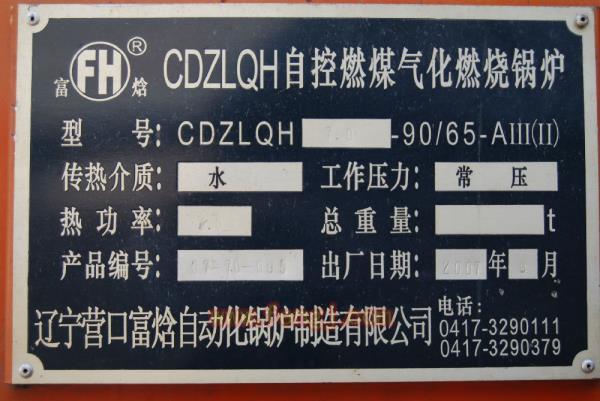 富 FH 焓 ® CDZLQH自控燃煤气化燃烧锅炉
型 号: CDZLQH 7.0 -90/65-AIII(II)
传热介质: 水 工作压力: 常 压
热 功 率: 总 重 量: t
产品编号: 出厂日期: 2007 年 月
辽宁营口富焓自动化锅炉制造有限公司
电话:
0417-3290111
0417-3290379